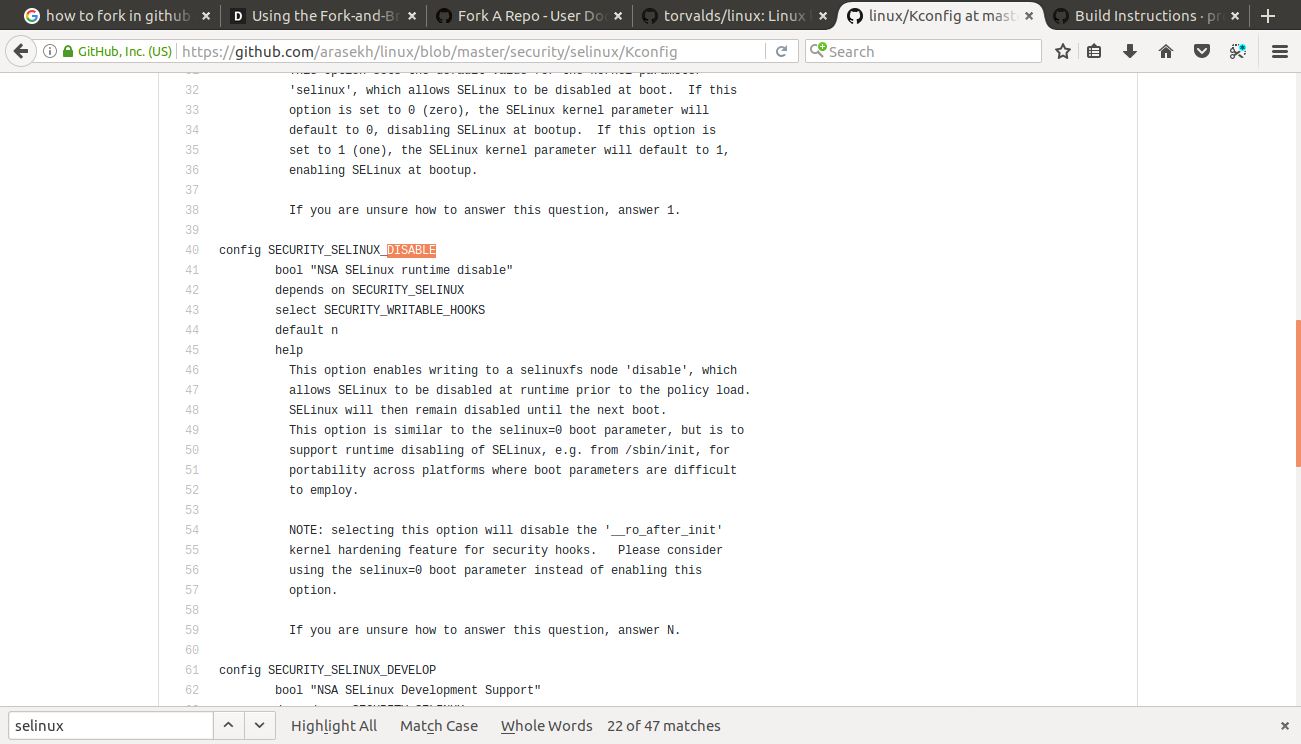 how to fork in github
Using the Fork-and-Br
Fork A Repo - User Do
torvalds/linux: Linux
linux/Kconfig at mast
Build Instructions · pr
GitHub, Inc. (US)
https://github.com/arasekh/linux/blob/master/security/selinux/Kconfig
Search
32 'selinux', which allows SELinux to be disabled at boot.  If this
33 option is set to 0 (zero), the SELinux kernel parameter will
34 default to 0, disabling SELinux at bootup.  If this option is
35 set to 1 (one), the SELinux kernel parameter will default to 1,
36 enabling SELinux at bootup.
37
38 If you are unsure how to answer this question, answer 1.
39
40 config SECURITY_SELINUX_DISABLE
41 bool "NSA SELinux runtime disable"
42 depends on SECURITY_SELINUX
43 select SECURITY_WRITABLE_HOOKS
44 default n
45 help
46 This option enables writing to a selinuxfs node 'disable', which
47 allows SELinux to be disabled at runtime prior to the policy load.
48 SELinux will then remain disabled until the next boot.
49 This option is similar to the selinux=0 boot parameter, but is to
50 support runtime disabling of SELinux, e.g. from /sbin/init, for
51 portability across platforms where boot parameters are difficult
52 to employ.
53
54 NOTE: selecting this option will disable the '__ro_after_init'
55 kernel hardening feature for security hooks.   Please consider
56 using the selinux=0 boot parameter instead of enabling this
57 option.
58
59 If you are unsure how to answer this question, answer N.
60
61 config SECURITY_SELINUX_DEVELOP
62 bool "NSA SELinux Development Support"
selinux
Highlight All
Match Case
Whole Words
22 of 47 matches